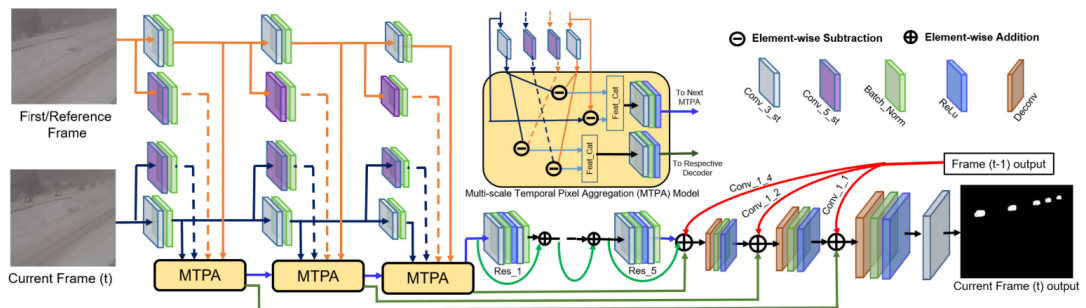 First/Reference
Frame
Current Frame (t)
MTPA
MTPA
MTPA
Feat_Cat
Feat_Cat
To Next
MTPA
To Respective
Decoder
Multi-scale Temporal Pixel Aggregation (MTPA) Model
Element-wise Subtraction
Element-wise Addition
Conv_3_st
Conv_5_st
Batch_Norm
ReLu
Deconv
Frame (t-1) output
Conv_1_4
Conv_1_2
Conv_1_1
Res_1
Res_5
Current Frame (t) output